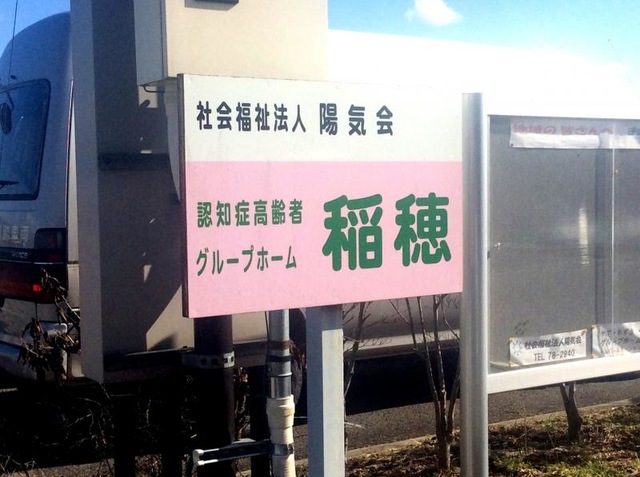 社会福祉法人 陽気会
認知症高齢者
グループホーム
稲穂
社会福祉法人陽気会
TEL 78-2940